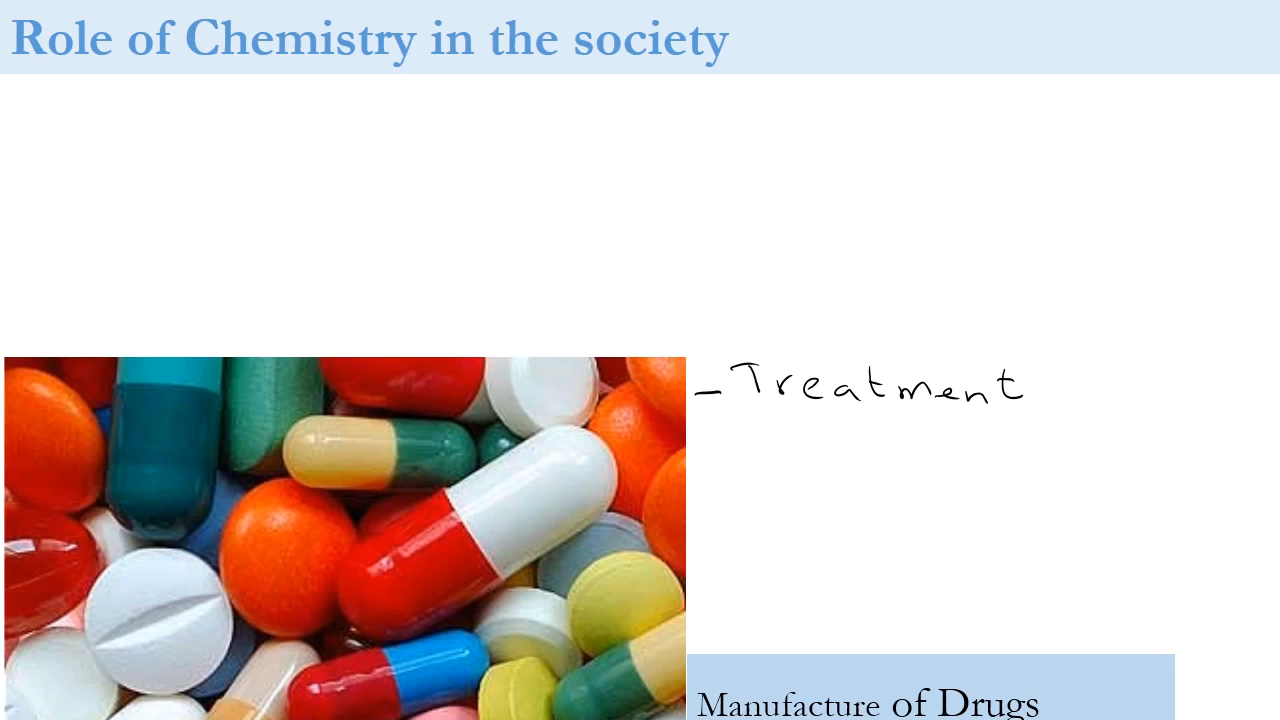 Role of Chemistry in the society
- Treatment
Manufacture of Drugs